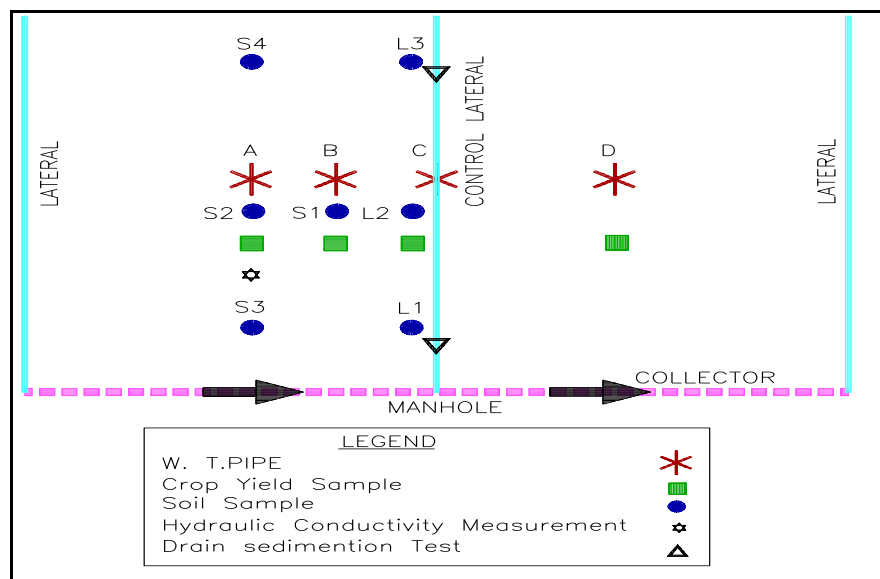 S4
L3
LATERAL
CONTROL LATERAL
LATERAL
A
B
C
D
S2
S1
L2
S3
L1
COLLECTOR
MANHOLE
LEGEND
W. T.PIPE
Crop Yield Sample
Soil Sample
Hydraulic Conductivity Measurement
Drain sedimention Test